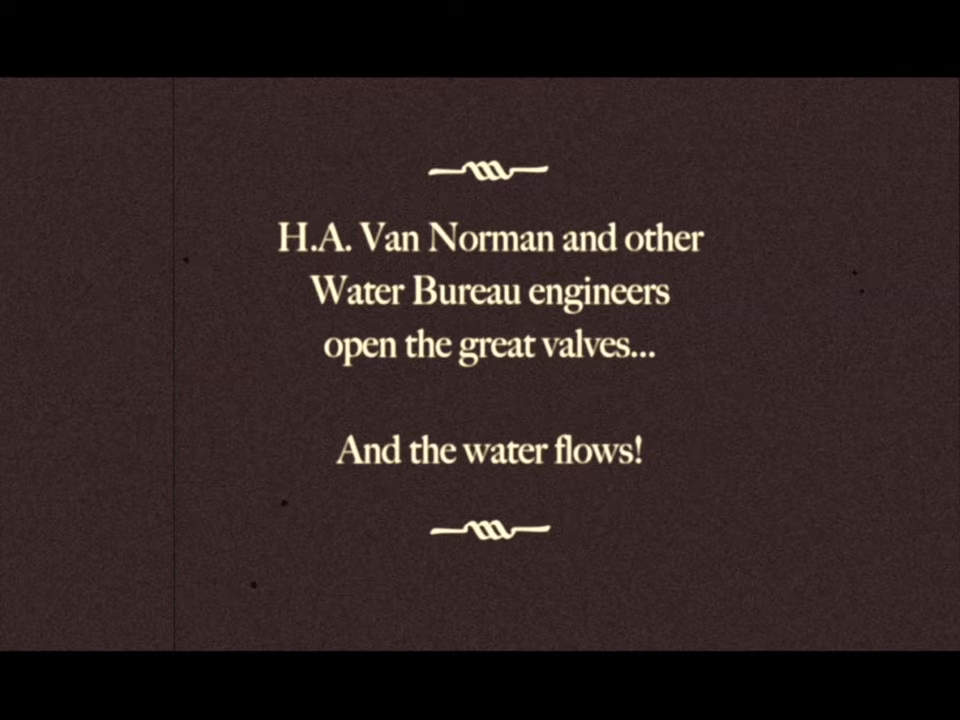 H.A. Van Norman and other
Water Bureau engineers
open the great valves...
And the water flows!